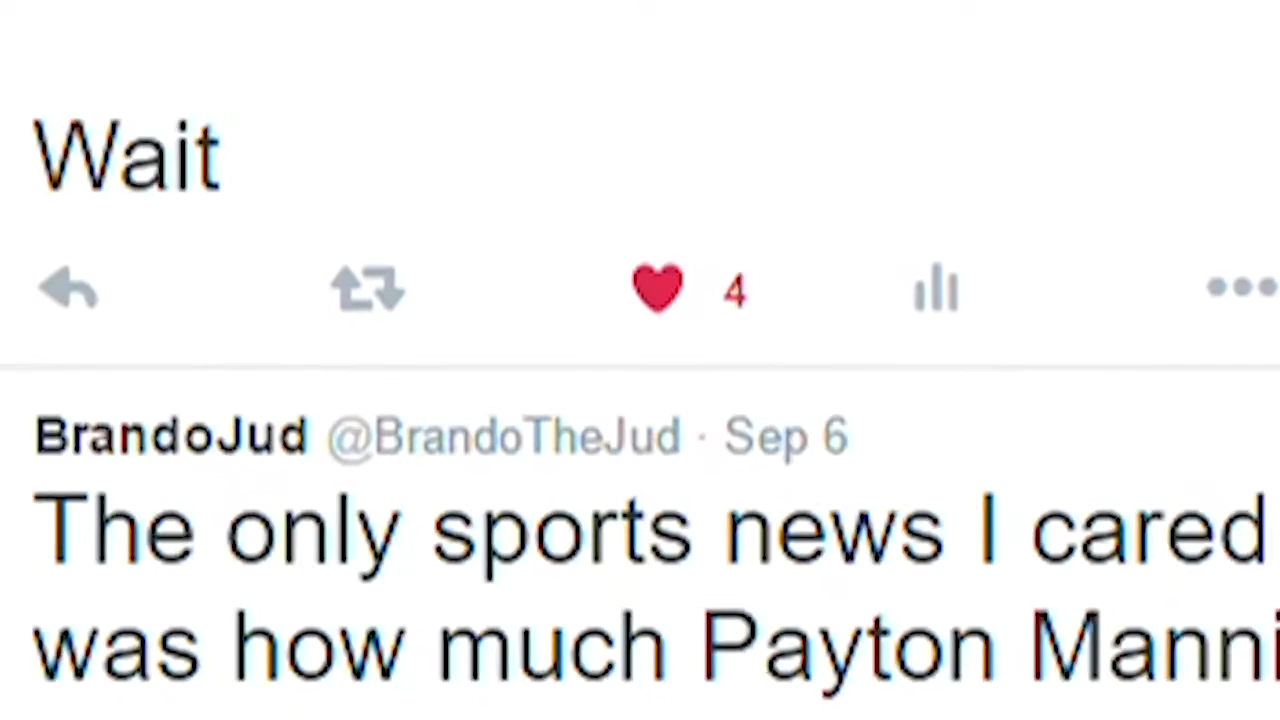 Wait
4
BrandoJud @BrandoTheJud · Sep 6
The only sports news I cared
was how much Payton Manni